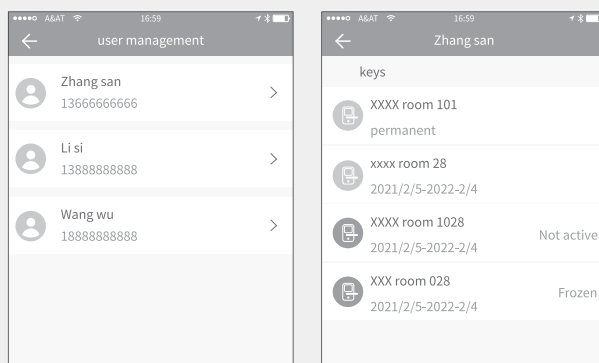 A&AT 16:59
user management
Zhang san
13666666666
Li si
13888888888
Wang wu
18888888888
A&AT 16:59
Zhang san
keys
XXXX room 101
permanent
xxxx room 28
2021/2/5-2022-2/4
XXXX room 1028
Not active
2021/2/5-2022-2/4
XXX room 028
Frozen
2021/2/5-2022-2/4